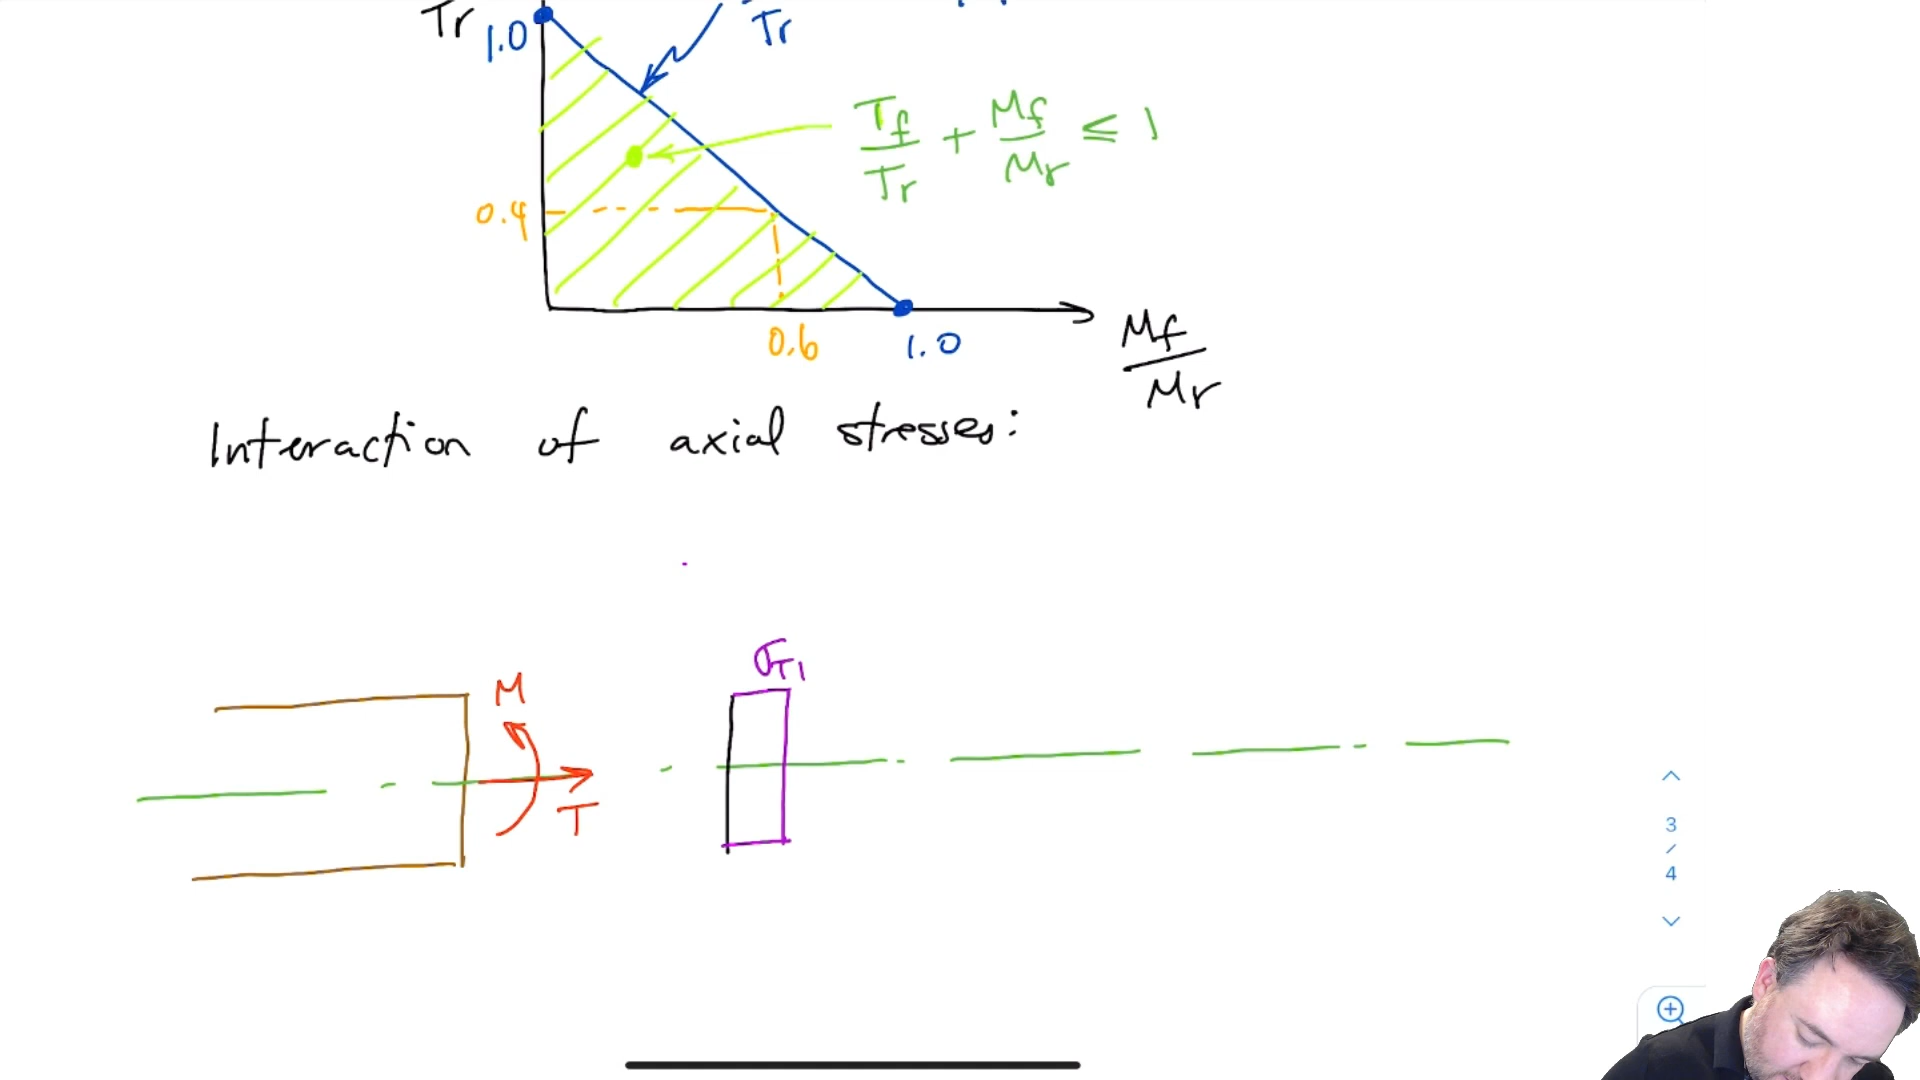 Tr
1.0
Tr
Tf/Tr + Mf/Mr ≤ 1
0.4
0.6
1.0
Mf/Mr
Interaction of axial stresses:
σT1
M
T
3
/
4